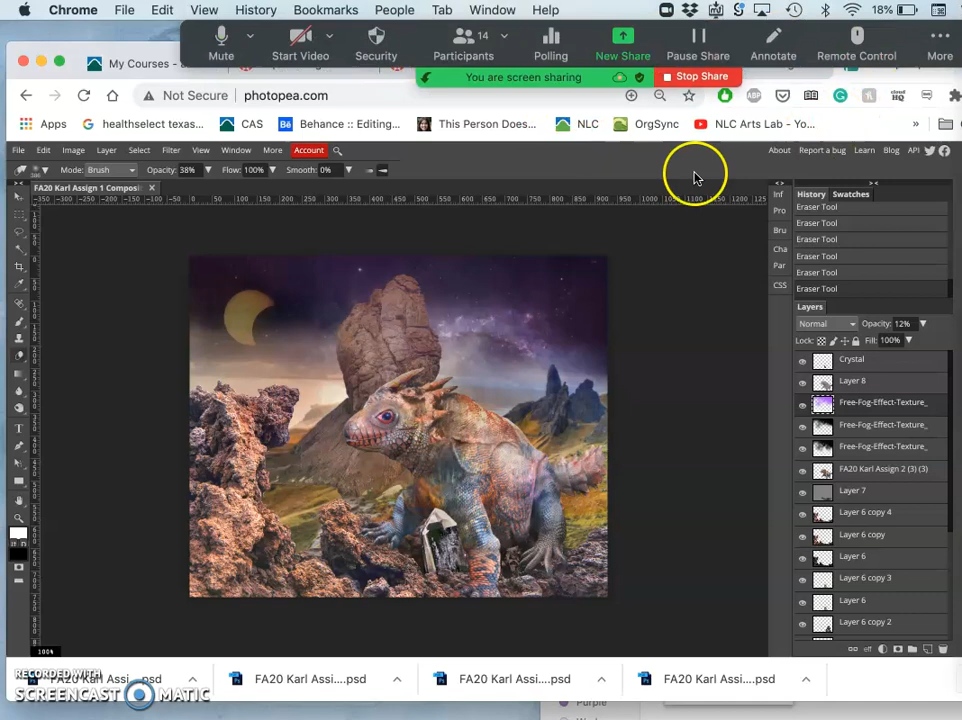 Chrome File Edit View History Bookmarks People Tab Window Help 18%
Mute Start Video Security 14 Participants Polling New Share Pause Share Annotate Remote Control More
You are screen sharing Stop Share
My Courses -
Not Secure photopea.com
Apps healthselect texas... CAS Behance :: Editing... This Person Does... NLC OrgSync NLC Arts Lab - Yo... »
File Edit Image Layer Select Filter View Window More Account About Report a bug Learn Blog API
Mode: Brush Opacity: 38% Flow: 100% Smooth: 0%
FA20 Karl Assign 1 Composi
Inf
Pro
Bru
Cha
Par
CSS
History Swatches
Eraser Tool
Eraser Tool
Eraser Tool
Eraser Tool
Eraser Tool
Eraser Tool
Layers
Normal Opacity: 12%
Lock: Fill: 100%
Crystal
Layer 8
Free-Fog-Effect-Texture_
Free-Fog-Effect-Texture_
Free-Fog-Effect-Texture_
FA20 Karl Assign 2 (3) (3)
Layer 7
Layer 6 copy 4
Layer 6 copy
Layer 6
Layer 6 copy 3
Layer 6
Layer 6 copy 2
100%
FA20 Karl Assi....psd FA20 Karl Assi....psd FA20 Karl Assi....psd
RECORDED WITH
SCREENCAST MATIC
Purple